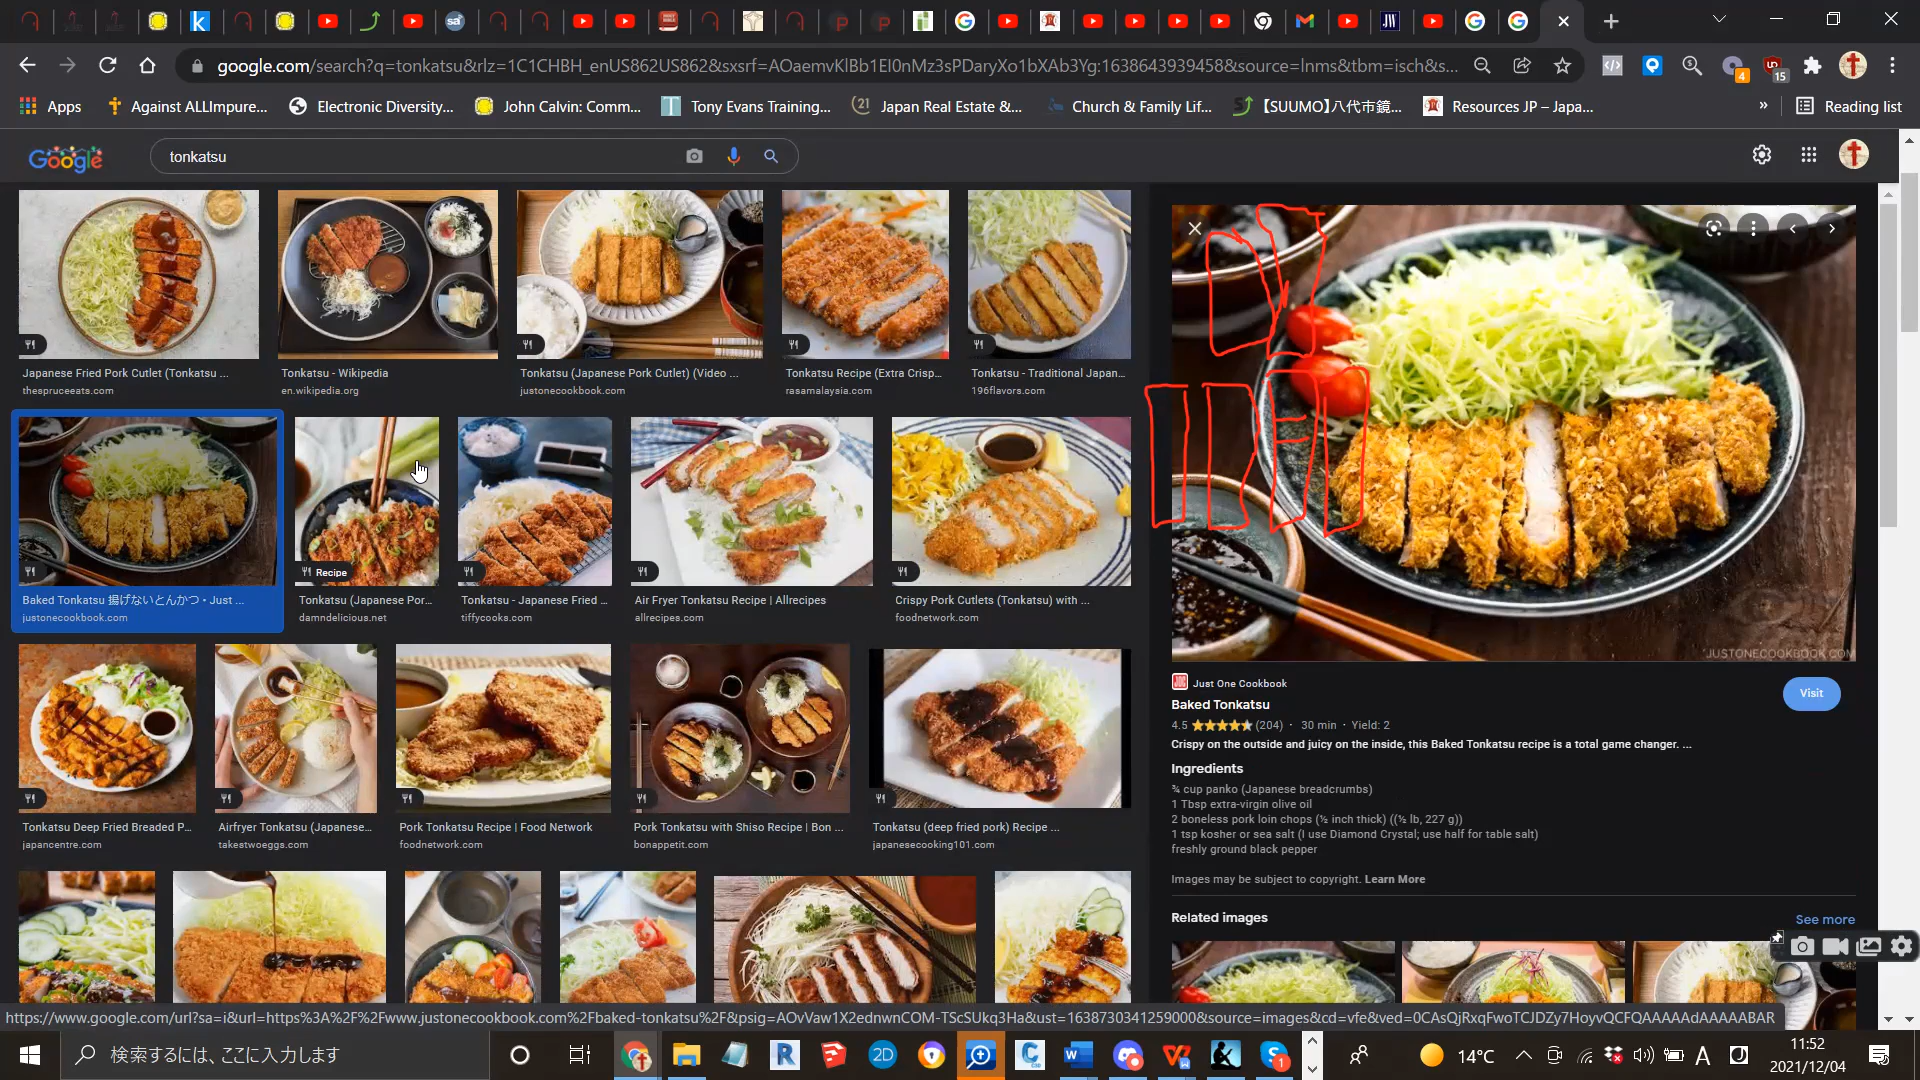 google.com/search?q=tonkatsu&rlz=1C1CHBH_enUS862US862&sxsrf=AOaemvKlBb1EI0nMz3sPDaryXo1bXAb3Yg:1638643939458&source=lnms&tbm=isch&s...
4
15
Apps
Against ALLImpure...
Electronic Diversity...
John Calvin: Comm...
Tony Evans Training...
Japan Real Estate &...
Church & Family Lif...
【SUUMO】八代市鏡...
Resources JP – Japa...
»
Reading list
Google
tonkatsu
Japanese Fried Pork Cutlet (Tonkatsu ...
thespruceeats.com
Tonkatsu - Wikipedia
en.wikipedia.org
Tonkatsu (Japanese Pork Cutlet) (Video ...
justonecookbook.com
Tonkatsu Recipe (Extra Crisp...
rasamalaysia.com
Tonkatsu - Traditional Japan...
196flavors.com
Baked Tonkatsu 揚げないとんかつ • Just ...
justonecookbook.com
Recipe
Tonkatsu (Japanese Por...
damndelicious.net
Tonkatsu - Japanese Fried ...
tiffycooks.com
Air Fryer Tonkatsu Recipe | Allrecipes
allrecipes.com
Crispy Pork Cutlets (Tonkatsu) with ...
foodnetwork.com
Tonkatsu Deep Fried Breaded P...
japancentre.com
Airfryer Tonkatsu (Japanese...
takestwoeggs.com
Pork Tonkatsu Recipe | Food Network
foodnetwork.com
Pork Tonkatsu with Shiso Recipe | Bon ...
bonappetit.com
Tonkatsu (deep fried pork) Recipe ...
japanesecooking101.com
JUSTONECOOKBOOK.COM
Just One Cookbook
Visit
Baked Tonkatsu
4.5 ★★★★★ (204) · 30 min · Yield: 2
Crispy on the outside and juicy on the inside, this Baked Tonkatsu recipe is a total game changer. ...
Ingredients
¾ cup panko (Japanese breadcrumbs)
1 Tbsp extra-virgin olive oil
2 boneless pork loin chops (½ inch thick) ((½ lb, 227 g))
1 tsp kosher or sea salt (I use Diamond Crystal; use half for table salt)
freshly ground black pepper
Images may be subject to copyright. Learn More
Related images
See more
https://www.google.com/url?sa=i&url=https%3A%2F%2Fwww.justonecookbook.com%2Fbaked-tonkatsu%2F&psig=AOvVaw1X2ednwnCOM-TScSUkq3Ha&ust=1638730341259000&source=images&cd=vfe&ved=0CAsQjRxqFwoTCJDZy7HoyvQCFQAAAAAdAAAAABAR
検索するには、ここに入力します
14°C
A
11:52
2021/12/04